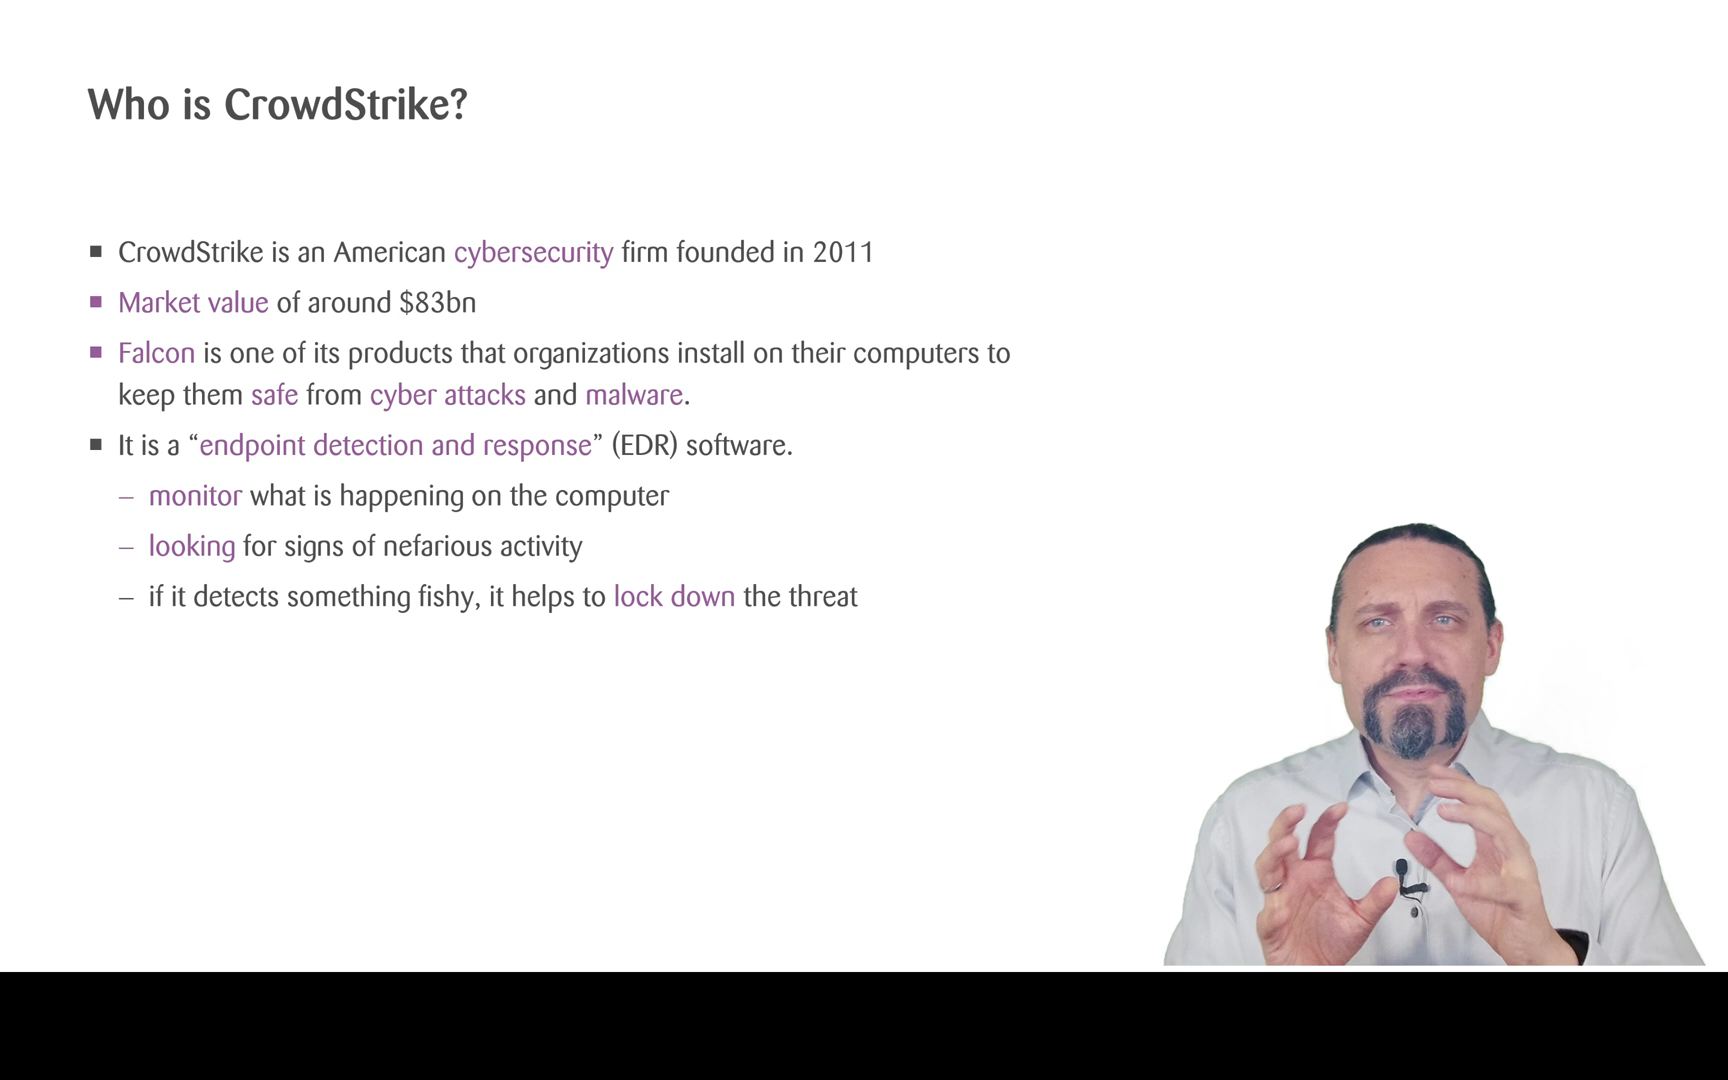 Who is CrowdStrike?
▪ CrowdStrike is an American cybersecurity firm founded in 2011
▪ Market value of around $83bn
▪ Falcon is one of its products that organizations install on their computers to
keep them safe from cyber attacks and malware.
▪ It is a “endpoint detection and response” (EDR) software.
– monitor what is happening on the computer
– looking for signs of nefarious activity
– if it detects something fishy, it helps to lock down the threat